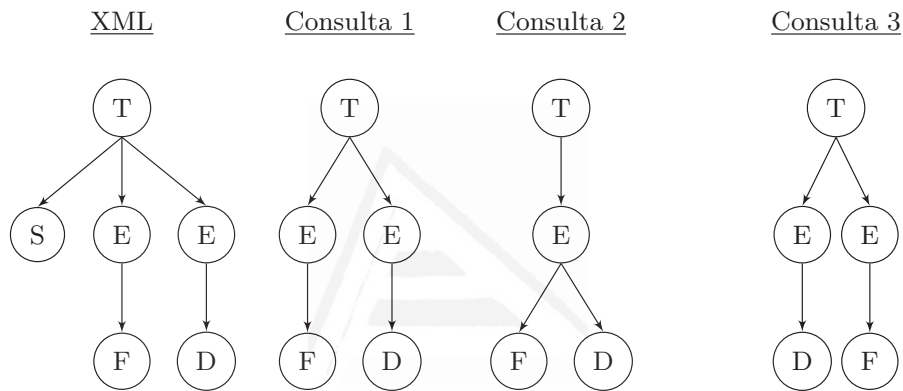 XML Consulta 1 Consulta 2 Consulta 3
T T T T
S E E E E E E E
F D F D F D D F